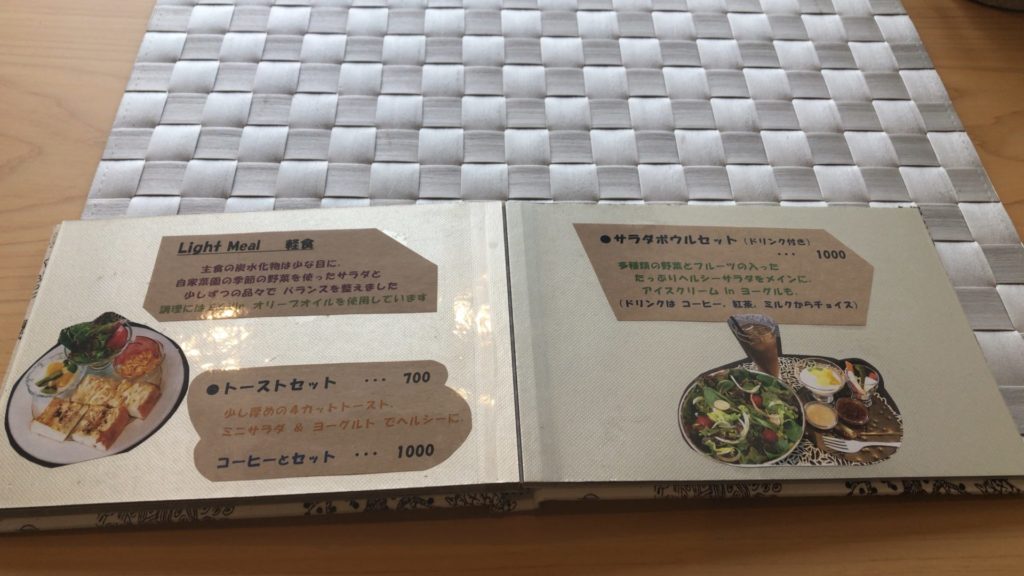 Light Meal 軽食
主食の炭水化物は少な目に、
自家菜園の季節の野菜を使ったサラダと
少しずつの品々で バランスを整えました
調理には オリーブオイルを使用しています
●トーストセット ・・・ 700
少し厚めの4カットトースト、
ミニサラダ & ヨーグルト でヘルシーに。
コーヒーとセット ・・・ 1000
●サラダボウルセット (ドリンク付き)
・・・ 1000
多種類の野菜とフルーツの入った
たっぷりヘルシーサラダをメインに、
アイスクリーム in ヨーグルも。
(ドリンクは コーヒー、紅茶、ミルクからチョイス)